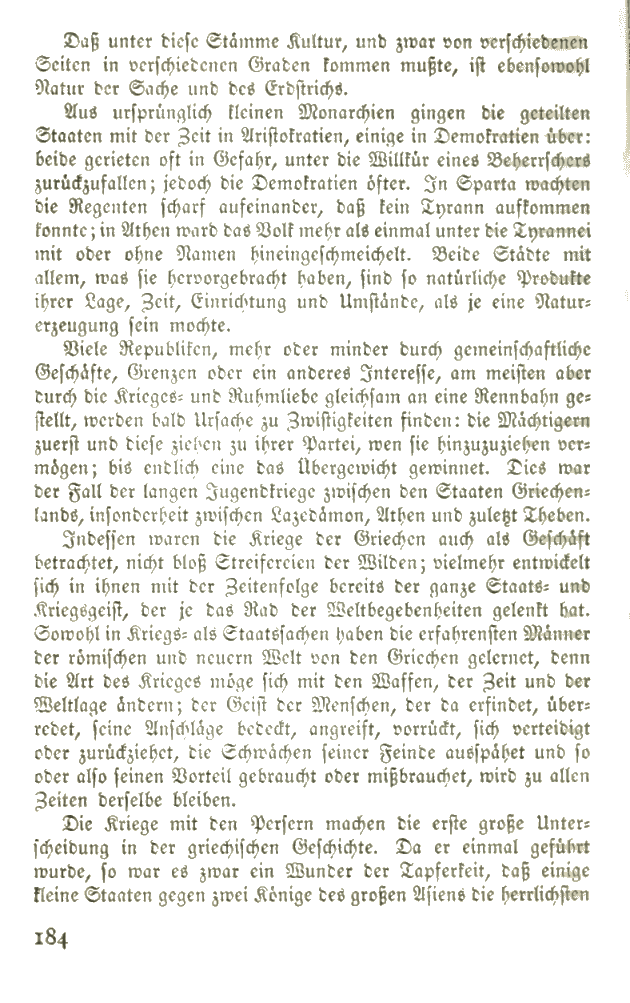 Daß unter diese Stämme Kultur, und zwar von verschiedenen
Seiten in verschiedenen Graden kommen mußte, ist ebensowohl
Natur der Sache und des Erdstrichs.
Aus ursprünglich kleinen Monarchien gingen die geteilten
Staaten mit der Zeit in Aristokratien, einige in Demokratien über:
beide gerieten oft in Gefahr, unter die Willkür eines Beherrschers
zurückzufallen; jedoch die Demokratien öfter. In Sparta wachten
die Regenten scharf aufeinander, daß kein Tyrann aufkommen
konnte; in Athen ward das Volk mehr als einmal unter die Tyrannei
mit oder ohne Namen hineingeschmeichelt. Beide Städte mit
allem, was sie hervorgebracht haben, sind so natürliche Produkte
ihrer Lage, Zeit, Einrichtung und Umstände, als je eine Natur-
erzeugung sein mochte.
Viele Republiken, mehr oder minder durch gemeinschaftliche
Geschäfte, Grenzen oder ein anderes Interesse, am meisten aber
durch die Krieges- und Ruhmliebe gleichsam an eine Rennbahn ge-
stellt, werden bald Ursache zu Zwistigkeiten finden: die Mächtigern
zuerst und diese ziehen zu ihrer Partei, wen sie hinzuzuziehen ver-
mögen; bis endlich eine das Übergewicht gewinnet. Dies war
der Fall der langen Jugendkriege zwischen den Staaten Griechen-
lands, insonderheit zwischen Lazedämon, Athen und zuletzt Theben.
Indessen waren die Kriege der Griechen auch als Geschäft
betrachtet, nicht bloß Streifereien der Wilden; vielmehr entwickelt
sich in ihnen mit der Zeitenfolge bereits der ganze Staats- und
Kriegsgeist, der je das Rad der Weltbegebenheiten gelenkt hat.
Sowohl in Kriegs- als Staatssachen haben die erfahrensten Männer
der römischen und neuern Welt von den Griechen gelernet, denn
die Art des Krieges möge sich mit den Waffen, der Zeit und der
Weltlage ändern; der Geist der Menschen, der da erfindet, über-
redet, seine Anschläge bedeckt, angreift, vorrückt, sich verteidigt
oder zurückziehet, die Schwächen seiner Feinde ausspähet und so
oder also seinen Vorteil gebraucht oder mißbrauchet, wird zu allen
Zeiten derselbe bleiben.
Die Kriege mit den Persern machen die erste große Unter-
scheidung in der griechischen Geschichte. Da er einmal geführt
wurde, so war es zwar ein Wunder der Tapferkeit, daß einige
kleine Staaten gegen zwei Könige des großen Asiens die herrlichsten
184